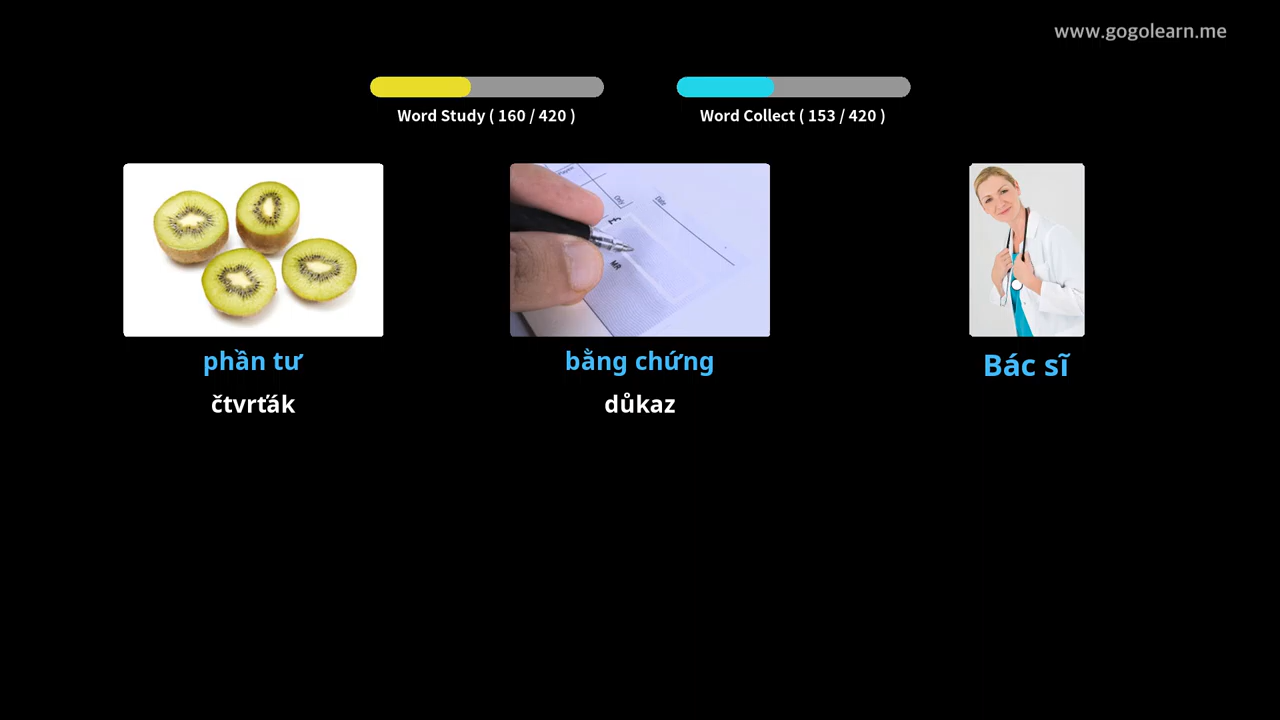 www.gogolearn.me
Word Study ( 160 / 420 )
Word Collect ( 153 / 420 )
phần tư
čtvrťák
bằng chứng
důkaz
Bác sĩ